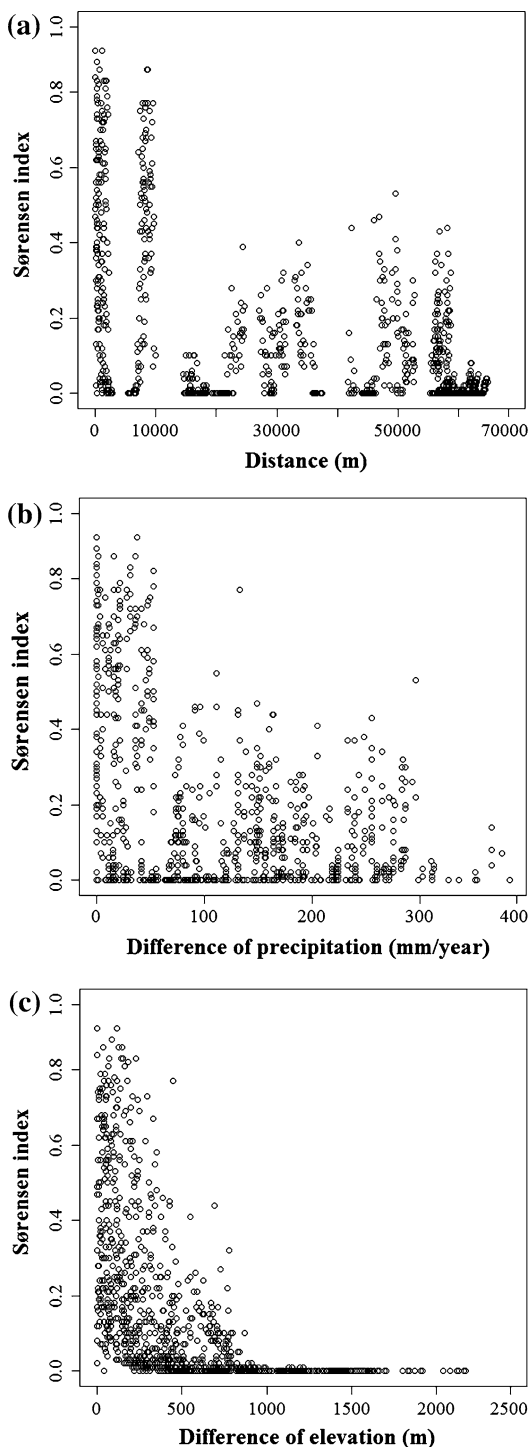 (a)
Sørensen index
1.0
0.8
0.6
0.4
0.2
0.0
0 10000 30000 50000 70000
Distance (m)
(b)
Sørensen index
1.0
0.8
0.6
0.4
0.2
0.0
0 100 200 300 400
Difference of precipitation (mm/year)
(c)
Sørensen index
1.0
0.8
0.6
0.4
0.2
0.0
0 500 1000 1500 2000 2500
Difference of elevation (m)